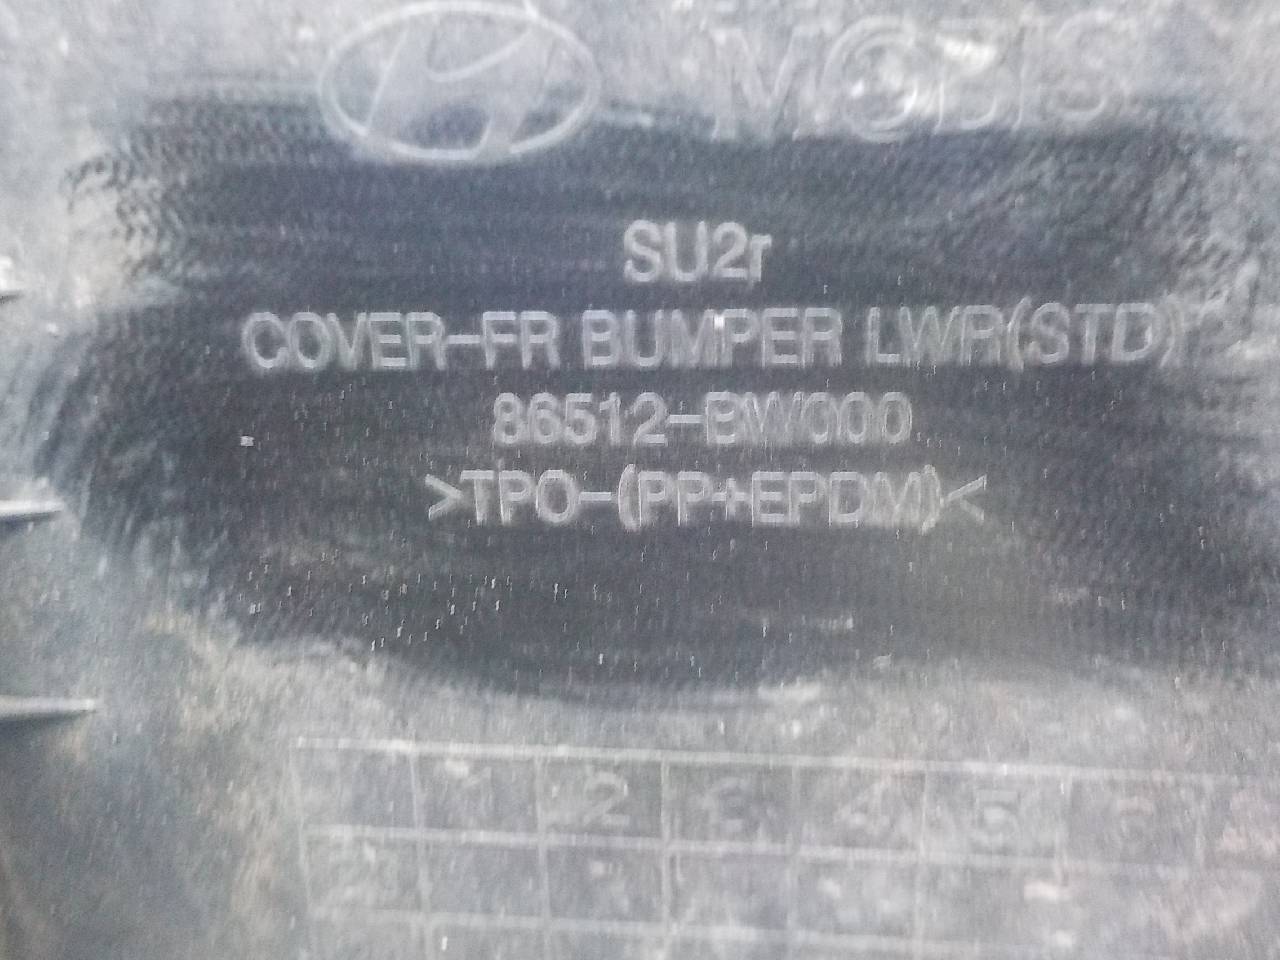 MOBIS
SU2r
COVER-FR BUMPER LWR(STD)
86512-BW000
>TPO-(PP+EPDM)<
1 2 3 4 5 6